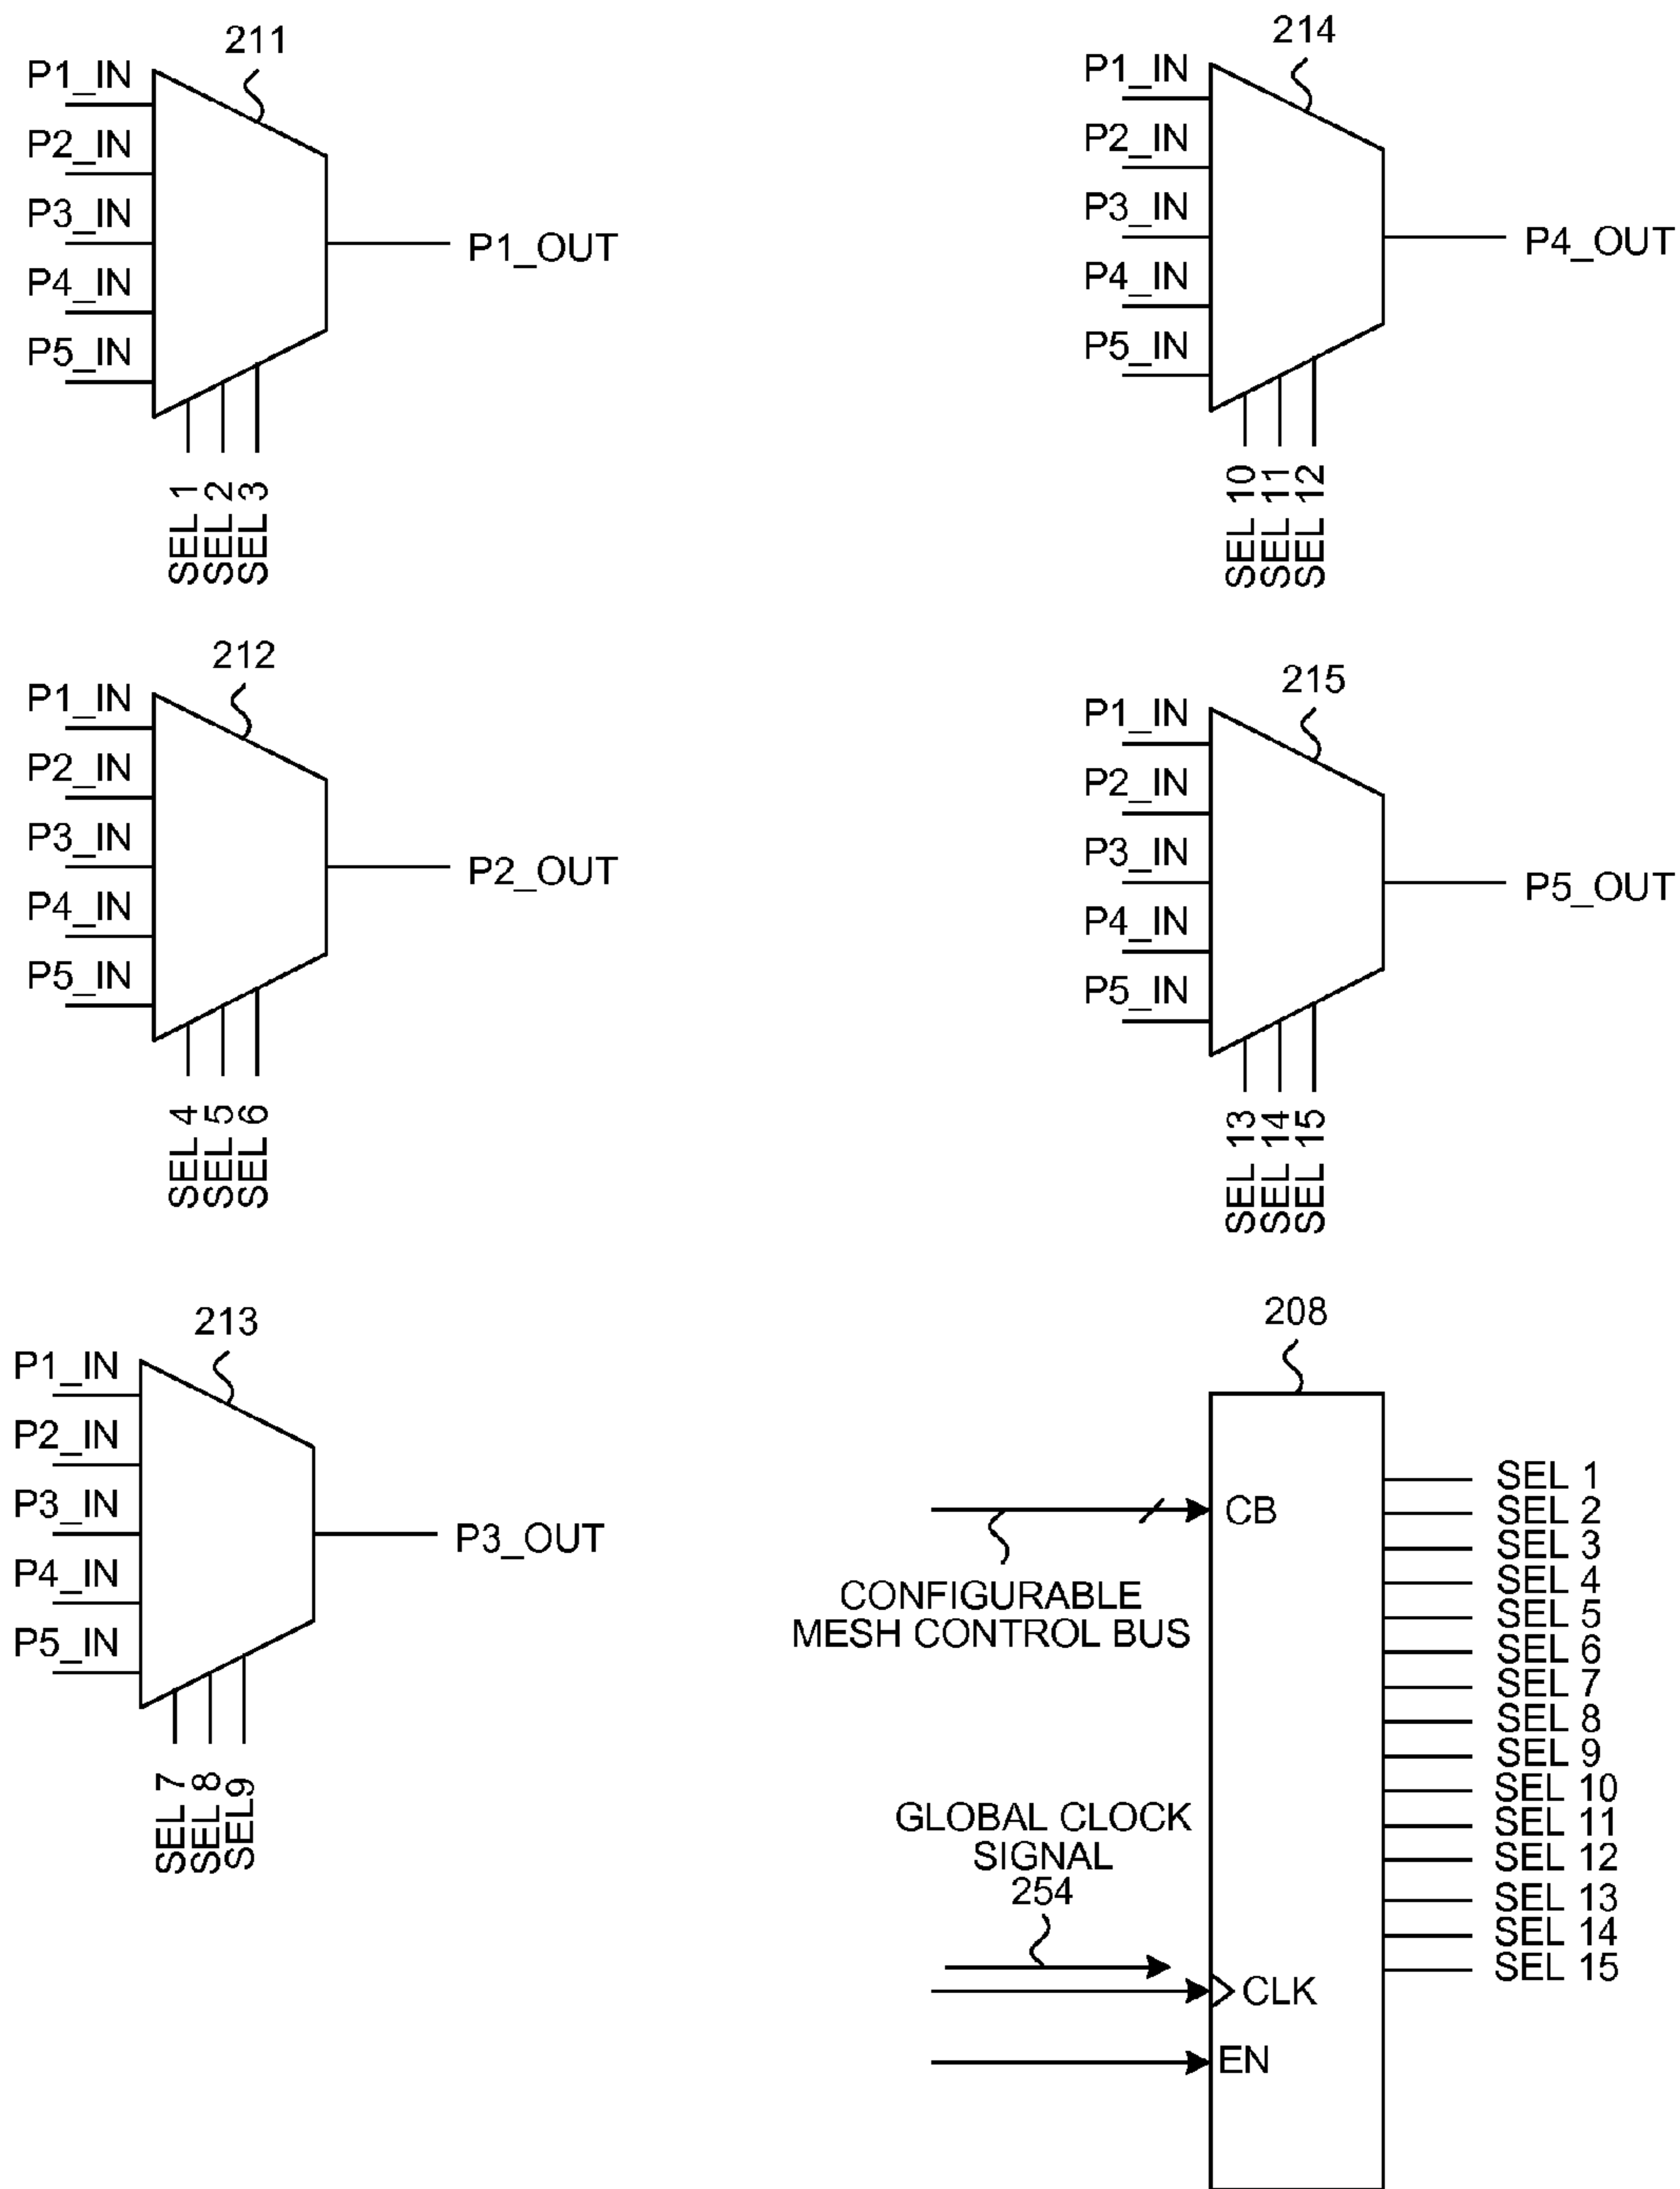 211
P1_IN
P2_IN
P3_IN
P4_IN
P5_IN
P1_OUT
SEL 1
SEL 2
SEL 3
214
P1_IN
P2_IN
P3_IN
P4_IN
P5_IN
P4_OUT
SEL 10
SEL 11
SEL 12
212
P1_IN
P2_IN
P3_IN
P4_IN
P5_IN
P2_OUT
SEL 4
SEL 5
SEL 6
215
P1_IN
P2_IN
P3_IN
P4_IN
P5_IN
P5_OUT
SEL 13
SEL 14
SEL 15
213
P1_IN
P2_IN
P3_IN
P4_IN
P5_IN
P3_OUT
SEL 7
SEL 8
SEL9
208
CB
CONFIGURABLE
MESH CONTROL BUS
GLOBAL CLOCK
SIGNAL
254
CLK
EN
SEL 1
SEL 2
SEL 3
SEL 4
SEL 5
SEL 6
SEL 7
SEL 8
SEL 9
SEL 10
SEL 11
SEL 12
SEL 13
SEL 14
SEL 15